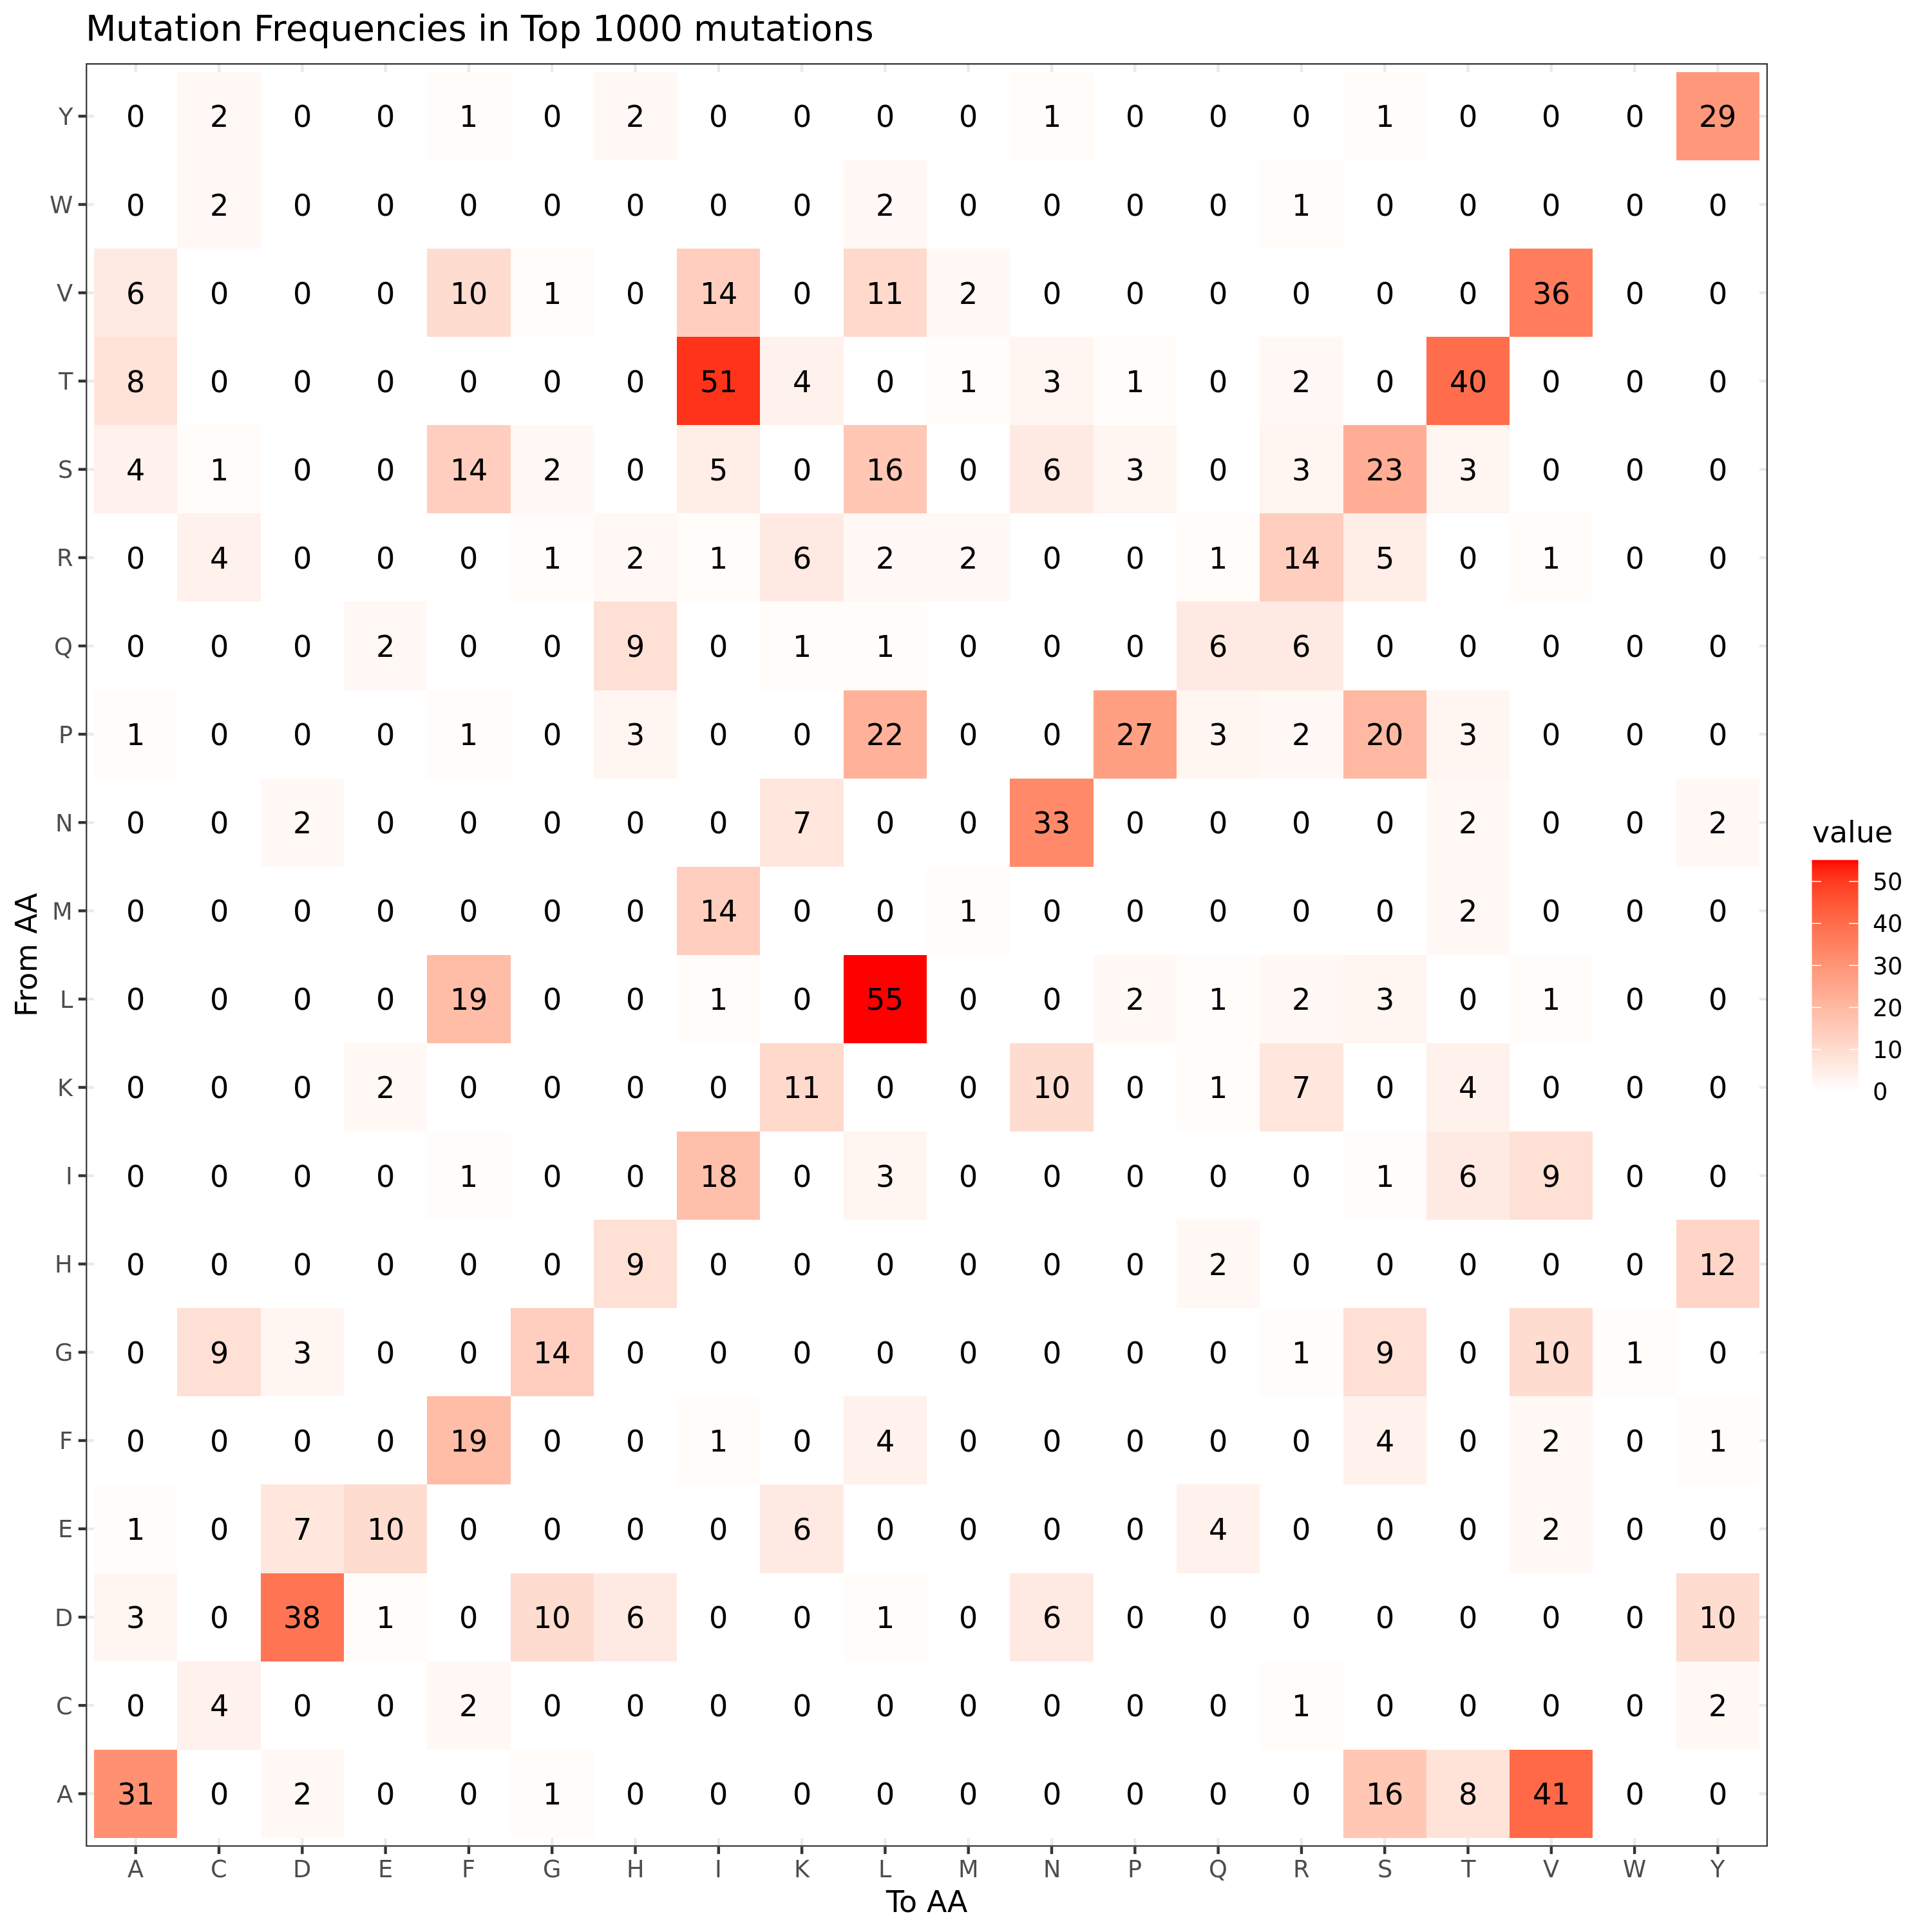 Mutation Frequencies in Top 1000 mutations
Y 0 2 0 0 1 0 2 0 0 0 0 1 0 0 0 1 0 0 0 29
W 0 2 0 0 0 0 0 0 0 2 0 0 0 0 1 0 0 0 0 0
V 6 0 0 0 10 1 0 14 0 11 2 0 0 0 0 0 0 36 0 0
T 8 0 0 0 0 0 0 51 4 0 1 3 1 0 2 0 40 0 0 0
S 4 1 0 0 14 2 0 5 0 16 0 6 3 0 3 23 3 0 0 0
R 0 4 0 0 0 1 2 1 6 2 2 0 0 1 14 5 0 1 0 0
Q 0 0 0 2 0 0 9 0 1 1 0 0 0 6 6 0 0 0 0 0
P 1 0 0 0 1 0 3 0 0 22 0 0 27 3 2 20 3 0 0 0
N 0 0 2 0 0 0 0 0 7 0 0 33 0 0 0 0 2 0 0 2
M 0 0 0 0 0 0 0 14 0 0 1 0 0 0 0 0 2 0 0 0
L 0 0 0 0 19 0 0 1 0 55 0 0 2 1 2 3 0 1 0 0
K 0 0 0 2 0 0 0 0 11 0 0 10 0 1 7 0 4 0 0 0
I 0 0 0 0 1 0 0 18 0 3 0 0 0 0 0 1 6 9 0 0
H 0 0 0 0 0 0 9 0 0 0 0 0 0 2 0 0 0 0 0 12
G 0 9 3 0 0 14 0 0 0 0 0 0 0 0 1 9 0 10 1 0
F 0 0 0 0 19 0 0 1 0 4 0 0 0 0 0 4 0 2 0 1
E 1 0 7 10 0 0 0 0 6 0 0 0 0 4 0 0 0 2 0 0
D 3 0 38 1 0 10 6 0 0 1 0 6 0 0 0 0 0 0 0 10
C 0 4 0 0 2 0 0 0 0 0 0 0 0 0 1 0 0 0 0 2
A 31 0 2 0 0 1 0 0 0 0 0 0 0 0 0 16 8 41 0 0
A C D E F G H I K L M N P Q R S T V W Y
To AA
From AA
value
50
40
30
20
10
0